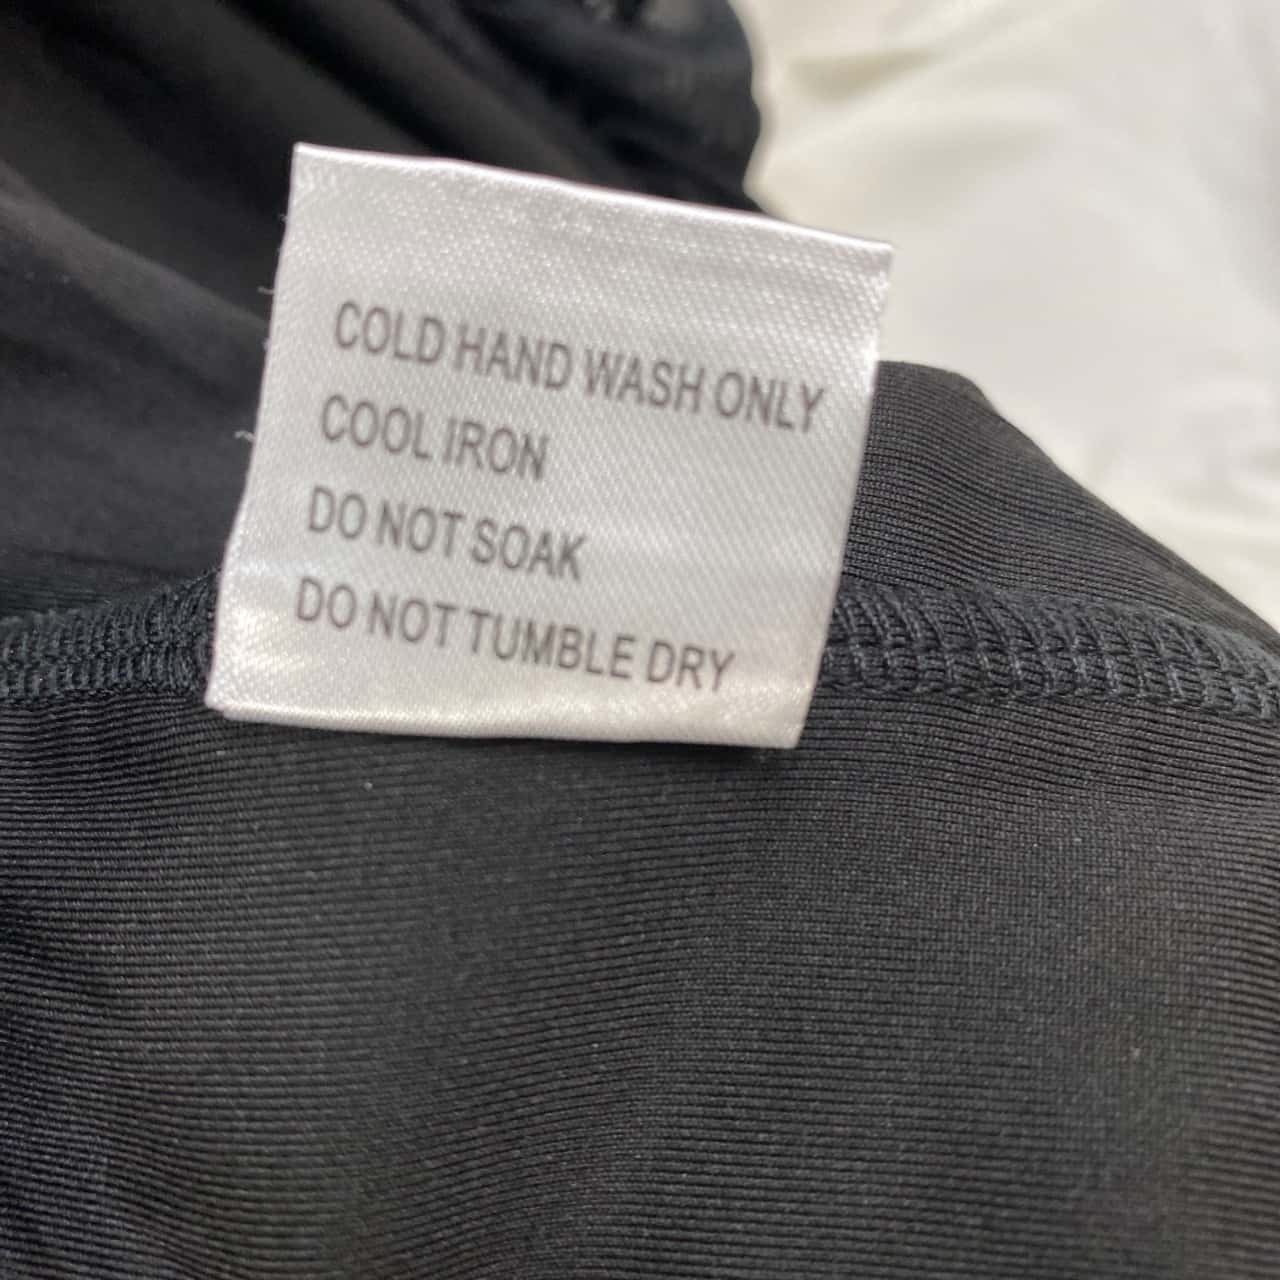 COLD HAND WASH ONLY
COOL IRON
DO NOT SOAK
DO NOT TUMBLE DRY